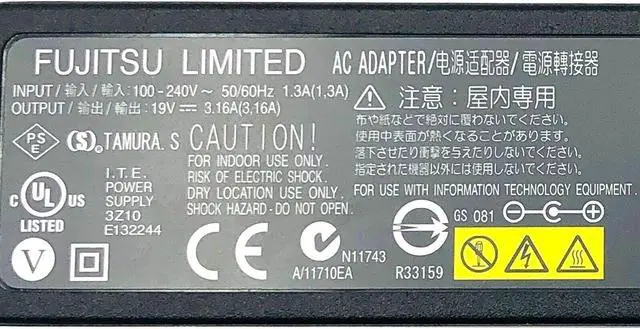 FUJITSU LIMITED
AC ADAPTER/电源适配器/電源轉接器
INPUT/输入/輸入:100-240V～ 50/60Hz 1.3A(1,3A)
OUTPUT/输出/輸出:19V⎓ 3.16A(3,16A)
⚠ 注意:屋内専用
布や紙などで絶対に覆わないでください。
使用中表面が熱くなることがあります。
落下させたり衝撃を与えたりしないでください。
指定された機器以外には使用しないでください。
FOR USE WITH INFORMATION TECHNOLOGY EQUIPMENT.
PSE
(S)® TAMURA.S
CAUTION!
FOR INDOOR USE ONLY.
RISK OF ELECTRIC SHOCK.
DRY LOCATION USE ONLY.
SHOCK HAZARD-DO NOT OPEN.
C UL US
LISTED
I.T.E.
POWER
SUPPLY
3Z10
E132244
V
CE
A/11710EA
N
N11743
R33159
GS 081